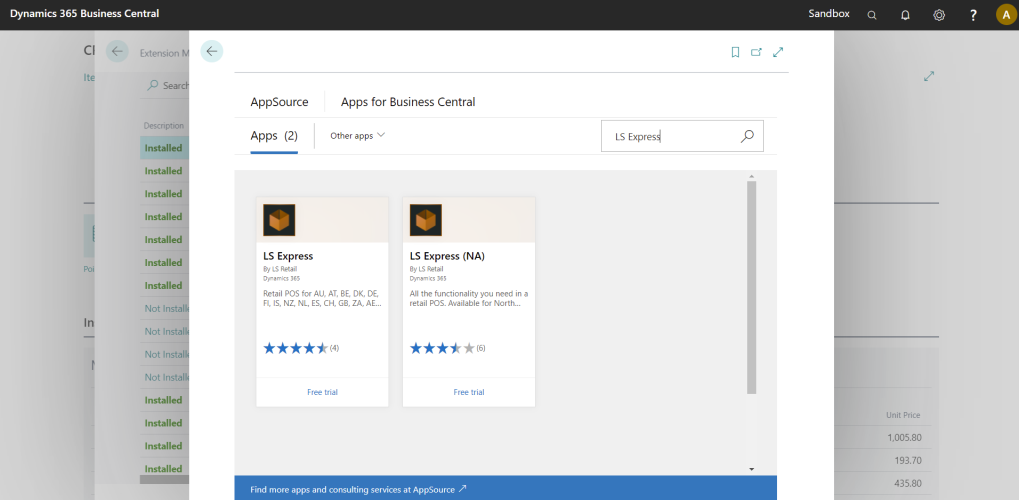 Dynamics 365 Business Central
Sandbox
?
A
Extension M
Search
Description
Installed
Installed
Installed
Installed
Installed
Installed
Installed
Not Install
Not Install
Not Install
Not Install
Installed
Installed
Installed
Installed
AppSource
Apps for Business Central
Apps (2)
Other apps
LS Express
LS Express
By LS Retail
Dynamics 365
Retail POS for AU, AT, BE, DK, DE,
FI, IS, NZ, NL, ES, CH, GB, ZA, AE...
(4)
Free trial
LS Express (NA)
By LS Retail
Dynamics 365
All the functionality you need in a
retail POS. Available for North...
(6)
Free trial
Find more apps and consulting services at AppSource
Unit Price
1,005.80
193.70
435.80